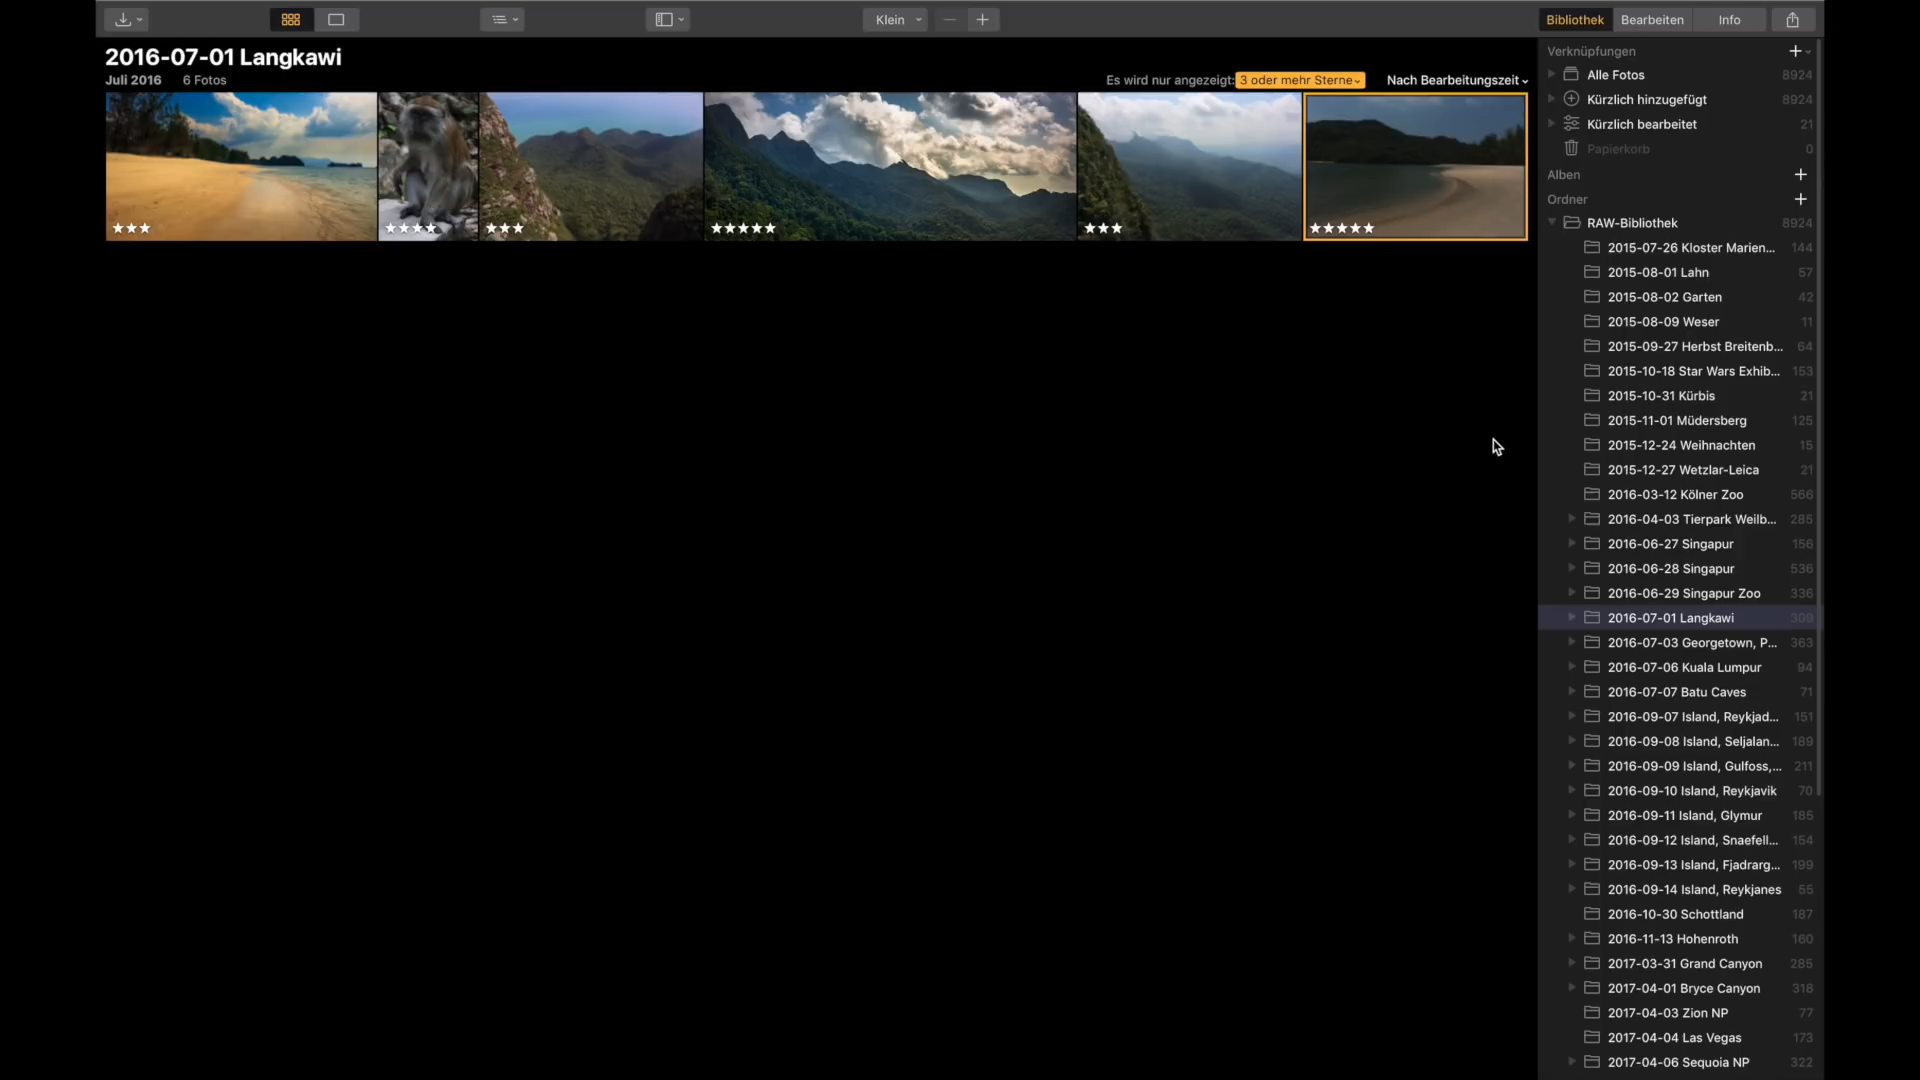 Klein
Bibliothek
Bearbeiten
Info
2016-07-01 Langkawi
Juli 2016 6 Fotos
Es wird nur angezeigt: 3 oder mehr Sterne
Nach Bearbeitungszeit
Verknüpfungen
Alle Fotos 8924
Kürzlich hinzugefügt 8924
Kürzlich bearbeitet 21
Papierkorb 0
Alben
Ordner
RAW-Bibliothek 8924
2015-07-26 Kloster Marien... 144
2015-08-01 Lahn 57
2015-08-02 Garten 42
2015-08-09 Weser 11
2015-09-27 Herbst Breitenb... 64
2015-10-18 Star Wars Exhib... 153
2015-10-31 Kürbis 21
2015-11-01 Müdersberg 125
2015-12-24 Weihnachten 15
2015-12-27 Wetzlar-Leica 21
2016-03-12 Kölner Zoo 566
2016-04-03 Tierpark Weilb... 285
2016-06-27 Singapur 156
2016-06-28 Singapur 536
2016-06-29 Singapur Zoo 336
2016-07-01 Langkawi 309
2016-07-03 Georgetown, P... 363
2016-07-06 Kuala Lumpur 94
2016-07-07 Batu Caves 71
2016-09-07 Island, Reykjad... 151
2016-09-08 Island, Seljalan... 189
2016-09-09 Island, Gulfoss,... 211
2016-09-10 Island, Reykjavik 70
2016-09-11 Island, Glymur 185
2016-09-12 Island, Snaefell... 154
2016-09-13 Island, Fjadrarg... 199
2016-09-14 Island, Reykjanes 55
2016-10-30 Schottland 187
2016-11-13 Hohenroth 160
2017-03-31 Grand Canyon 285
2017-04-01 Bryce Canyon 318
2017-04-03 Zion NP 77
2017-04-04 Las Vegas 173
2017-04-06 Sequoia NP 322